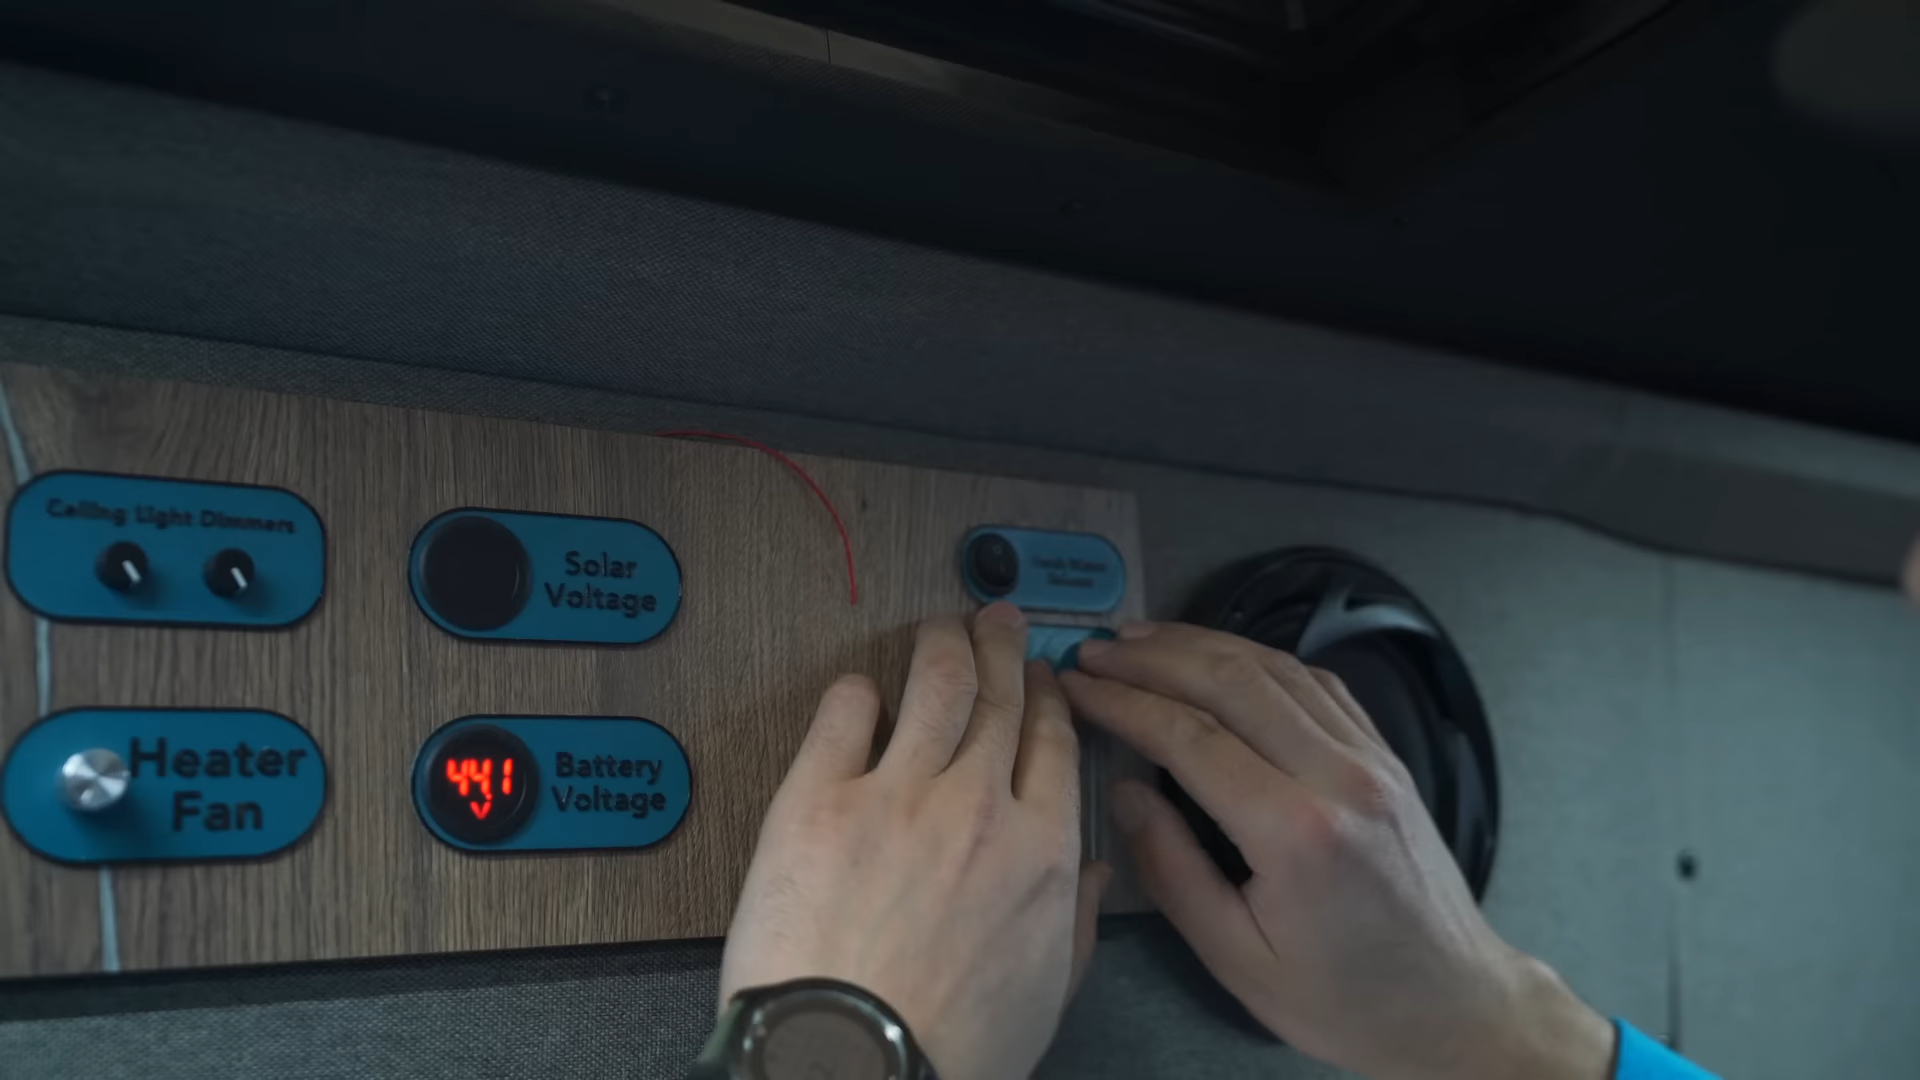 Ceiling Light Dimmers
Solar
Voltage
Heater
Fan
44.1
V
Battery
Voltage